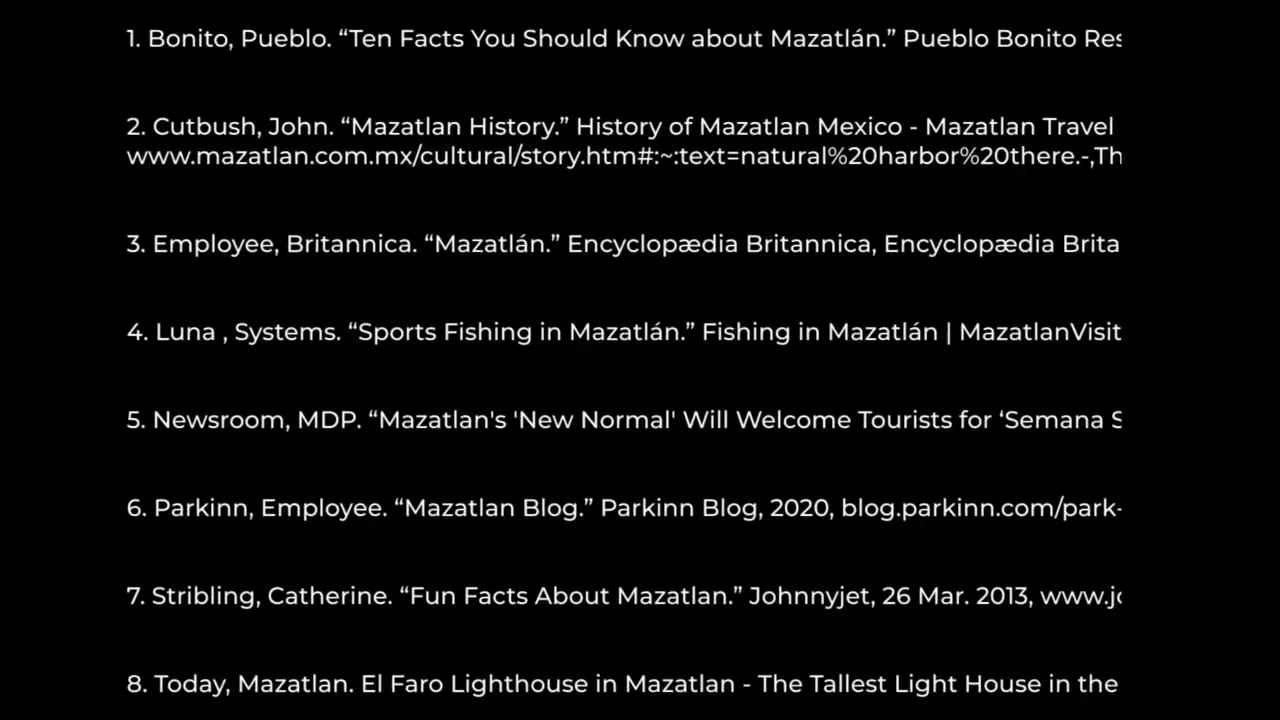 1. Bonito, Pueblo. “Ten Facts You Should Know about Mazatlán.” Pueblo Bonito
2. Cutbush, John. “Mazatlan History.” History of Mazatlan Mexico - Mazatlan Travel
www.mazatlan.com.mx/cultural/story.htm#:~:text=natural%20harbor%20there.-,Th
3. Employee, Britannica. “Mazatlán.” Encyclopædia Britannica, Encyclopædia Brita
4. Luna , Systems. “Sports Fishing in Mazatlán.” Fishing in Mazatlán | MazatlanVisit
5. Newsroom, MDP. “Mazatlan's 'New Normal' Will Welcome Tourists for ‘Semana S
6. Parkinn, Employee. “Mazatlan Blog.” Parkinn Blog, 2020, blog.parkinn.com/park-
7. Stribling, Catherine. “Fun Facts About Mazatlan.” Johnnyjet, 26 Mar. 2013, www.j
8. Today, Mazatlan. El Faro Lighthouse in Mazatlan - The Tallest Light House in the